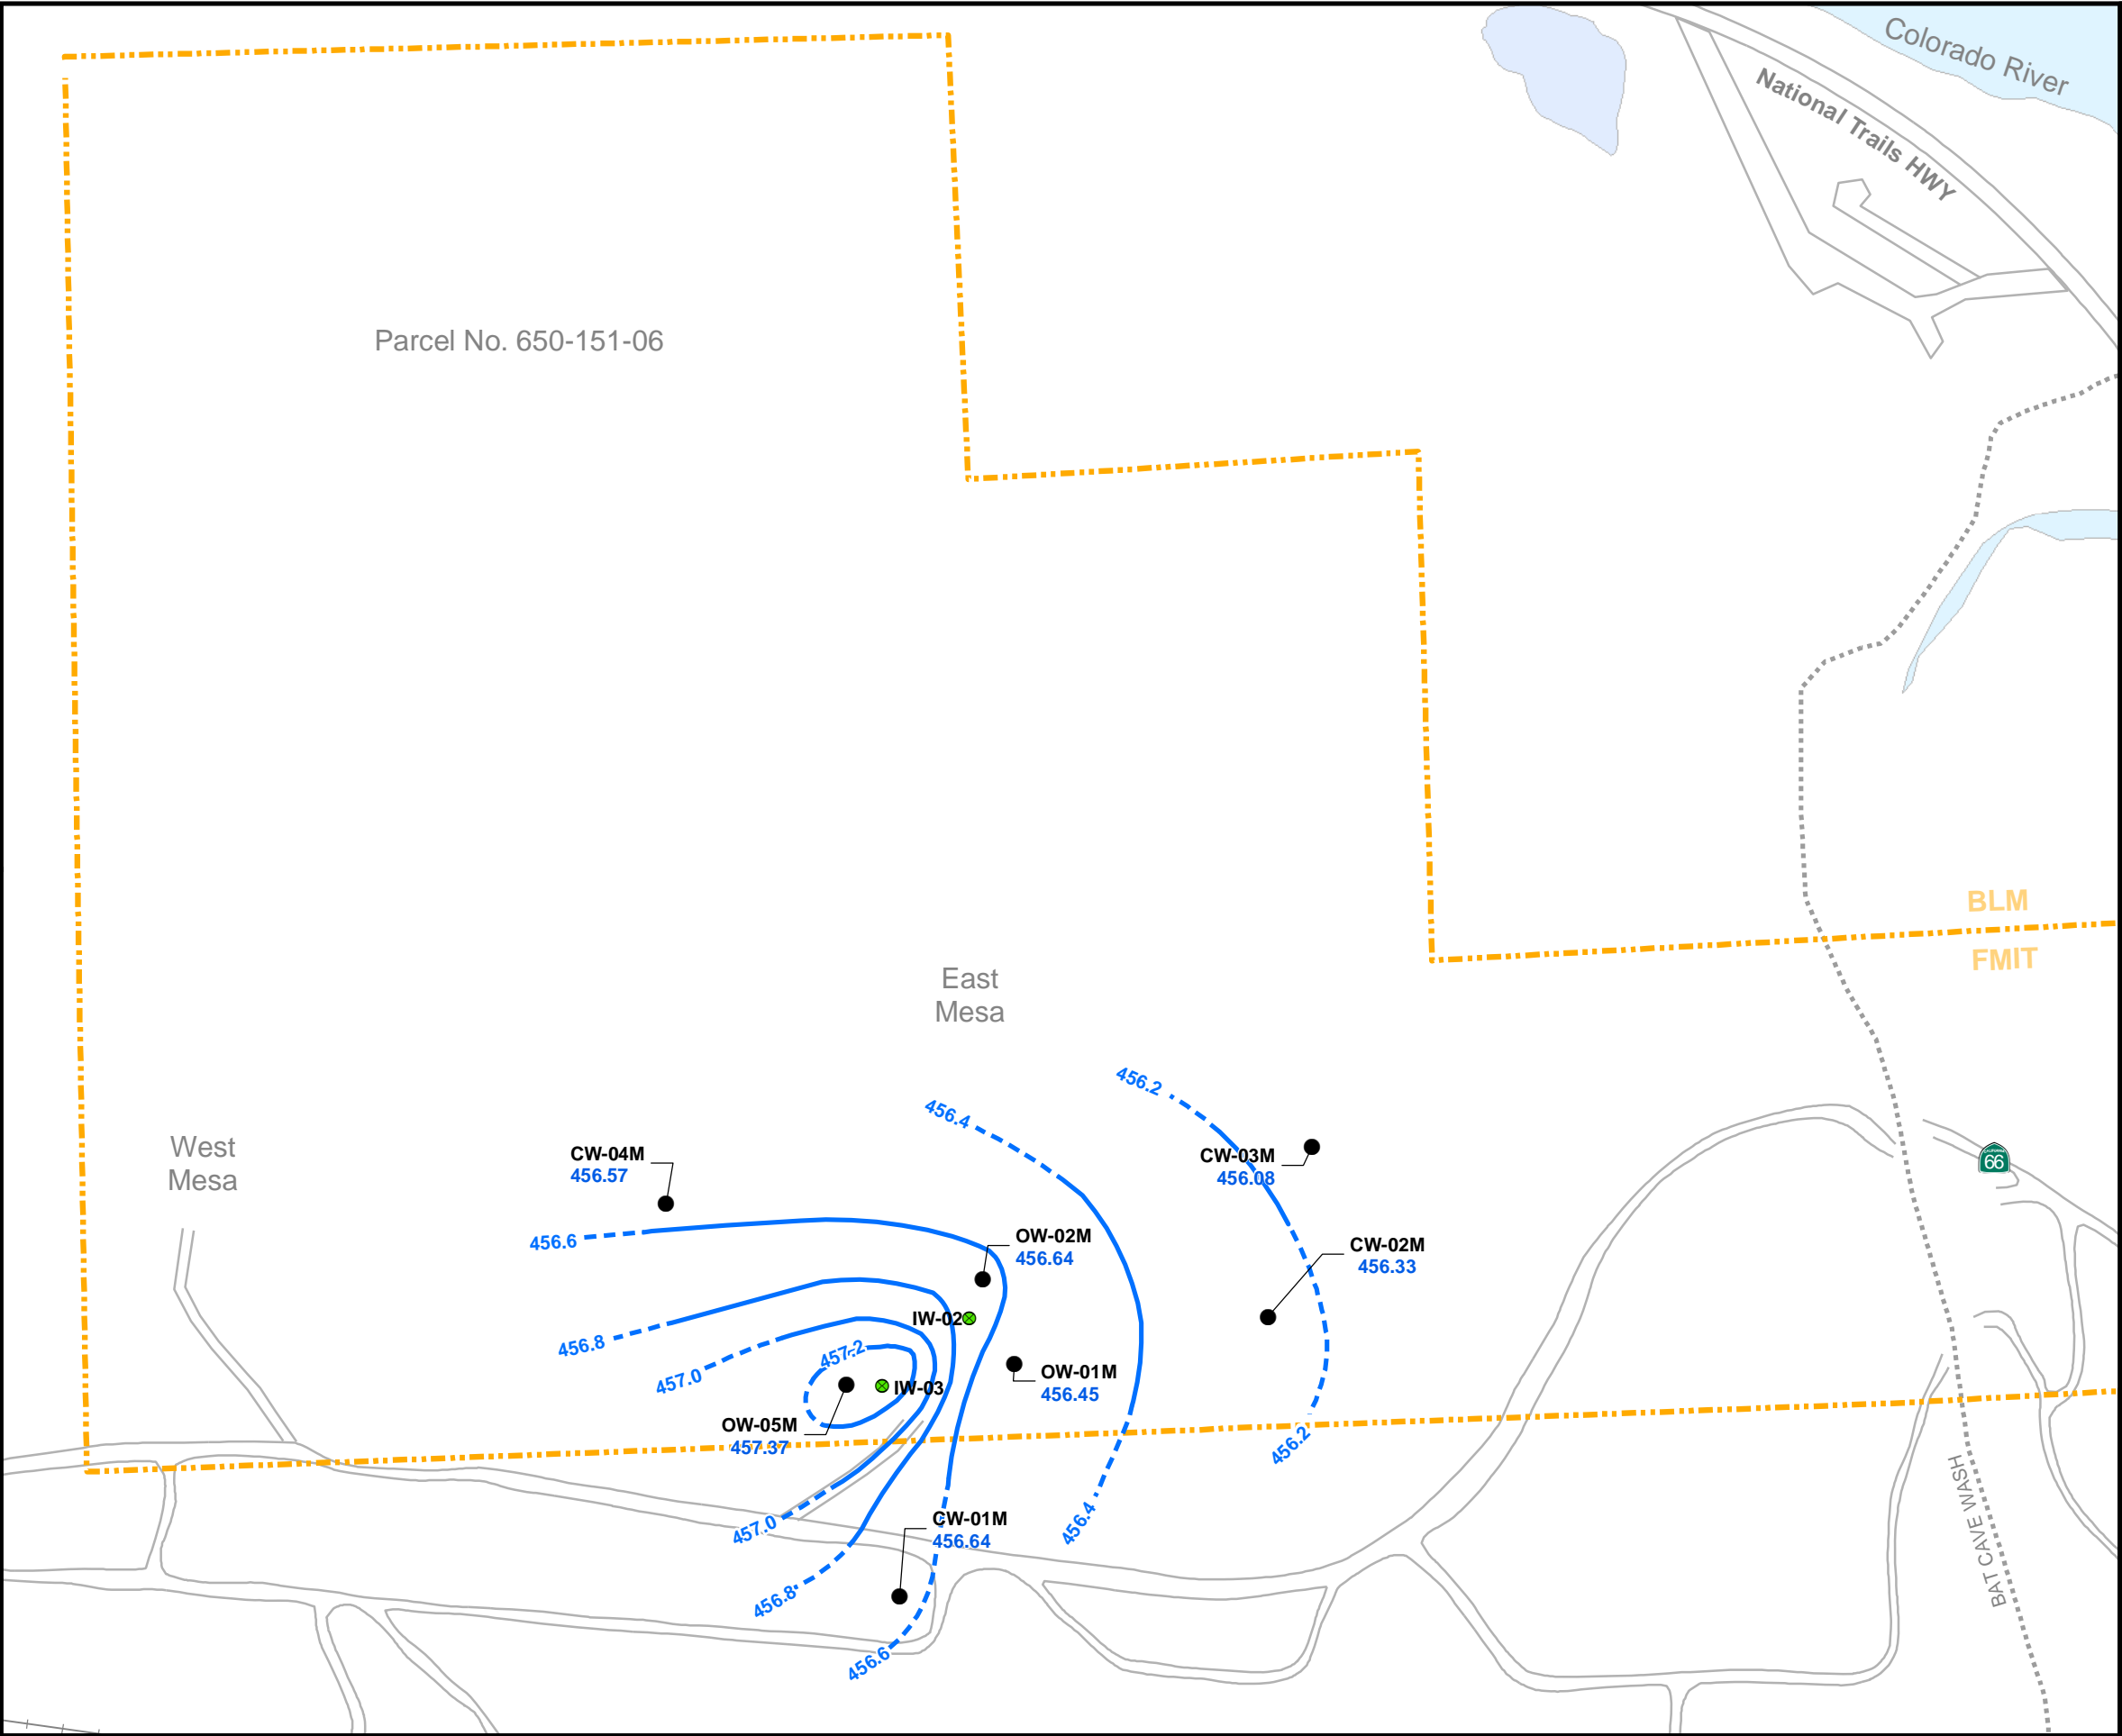 Colorado River
National Trails HWY
Parcel No. 650-151-06
BLM
FMIT
East
Mesa
West
Mesa
456.2
456.4
CW-04M
456.57
CW-03M
456.08
66
456.6
OW-02M
456.64
CW-02M
456.33
IW-02
456.8
457.2
457.0
OW-01M
456.45
IW-03
OW-05M
457.37
456.2
457.0
CW-01M
456.64
456.4
BAT CAVE WASH
456.8
456.6